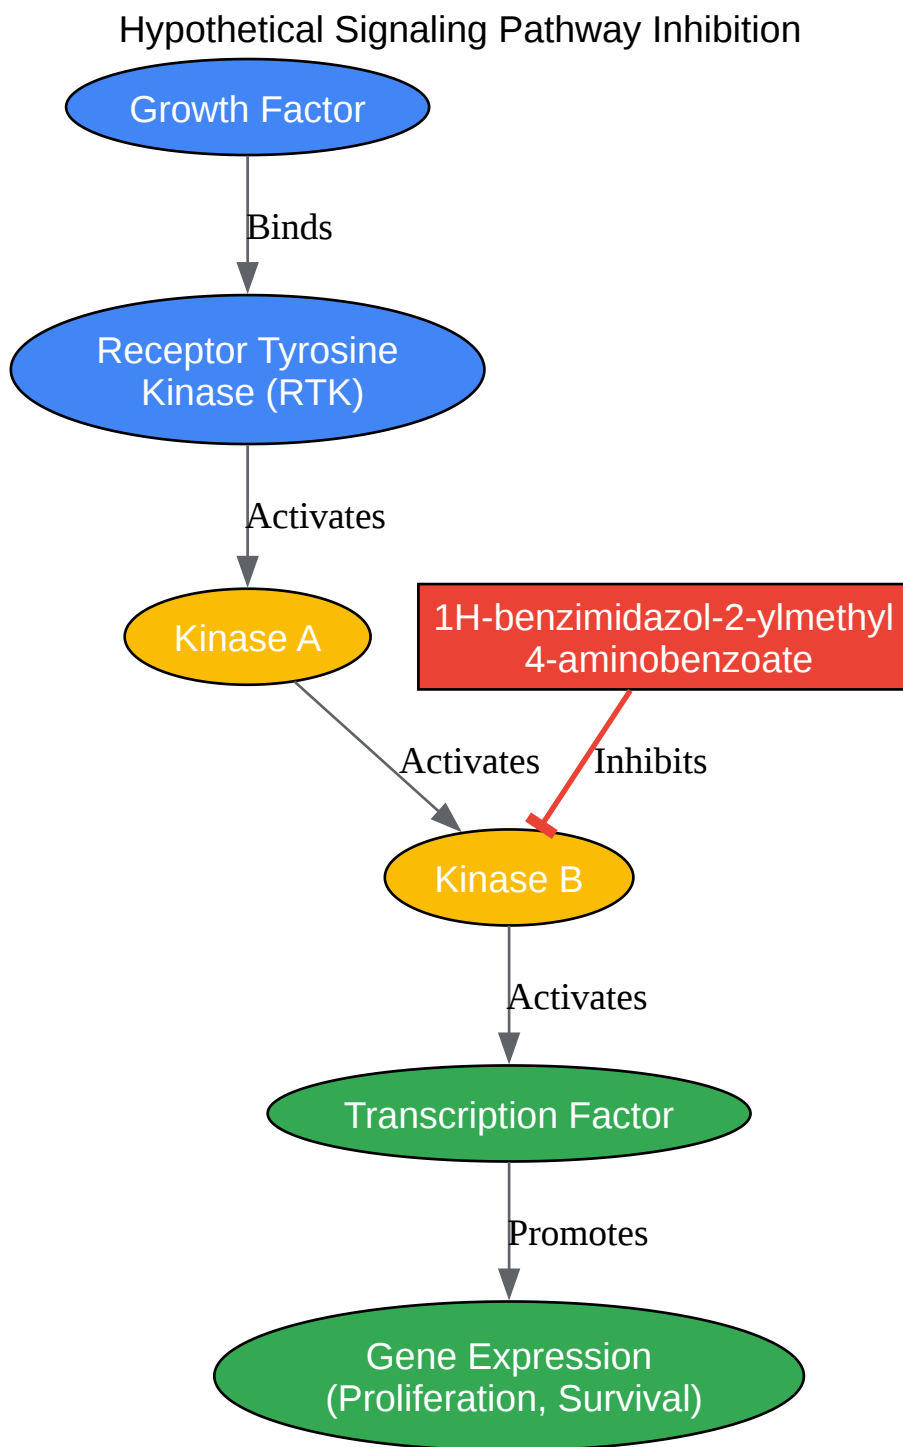 Hypothetical Signaling Pathway Inhibition
Growth Factor
Binds
Receptor Tyrosine
Kinase (RTK)
Activates
Kinase A
1H-benzimidazol-2-ylmethyl
4-aminobenzoate
Activates
Inhibits
Kinase B
Activates
Transcription Factor
Promotes
Gene Expression
(Proliferation, Survival)